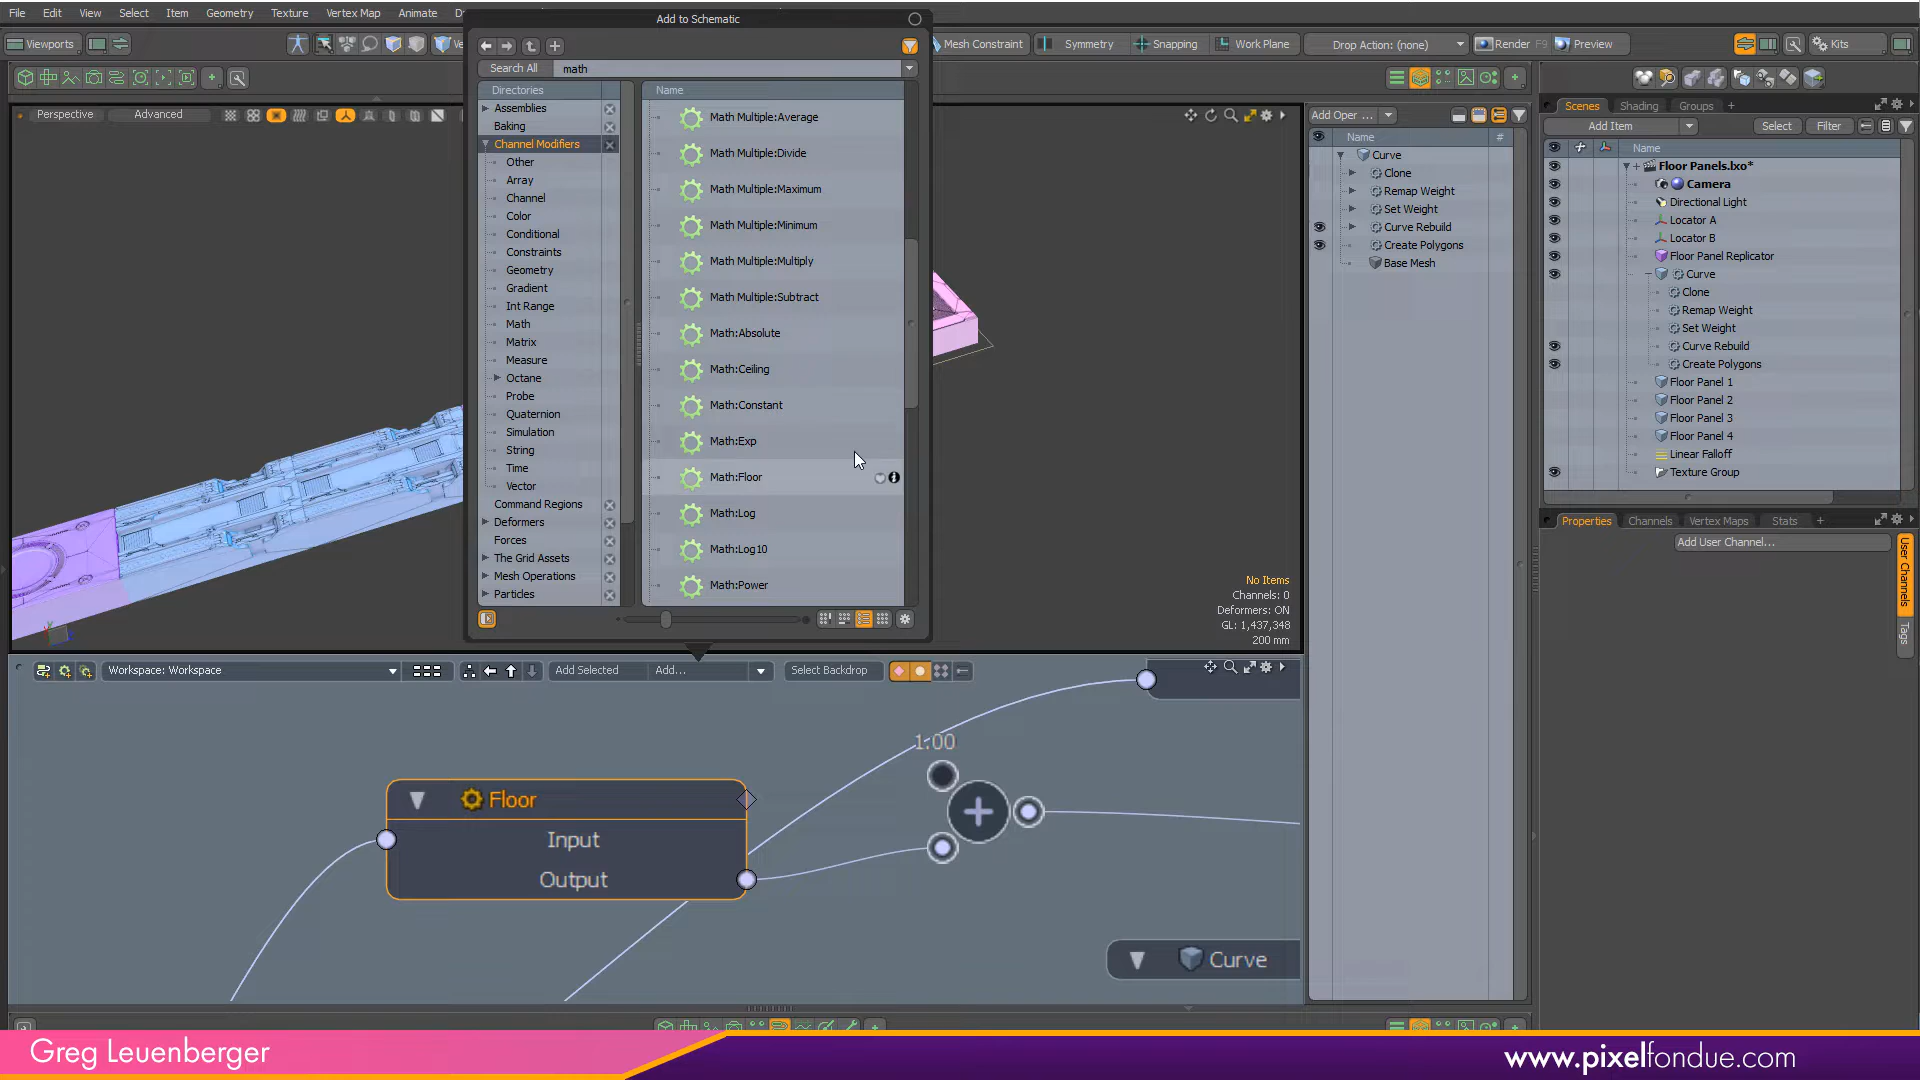 File Edit View Select Item Geometry Texture Vertex Map Animate
Add to Schematic
Viewports
Mesh Constraint Symmetry Snapping Work Plane Drop Action: (none) Render F9 Preview Kits
Search All math
Directories
Assemblies
Baking
Channel Modifiers
Other
Array
Channel
Color
Conditional
Constraints
Geometry
Gradient
Int Range
Math
Matrix
Measure
Octane
Probe
Quaternion
Simulation
String
Time
Vector
Command Regions
Deformers
Forces
The Grid Assets
Mesh Operations
Particles
Name
Math Multiple:Average
Math Multiple:Divide
Math Multiple:Maximum
Math Multiple:Minimum
Math Multiple:Multiply
Math Multiple:Subtract
Math:Absolute
Math:Ceiling
Math:Constant
Math:Exp
Math:Floor
Math:Log
Math:Log10
Math:Power
Perspective Advanced
No Items
Channels: 0
Deformers: ON
GL: 1,437,348
200 mm
Add Oper ...
Name #
Curve
Clone
Remap Weight
Set Weight
Curve Rebuild
Create Polygons
Base Mesh
Scenes Shading Groups +
Add Item Select Filter
Name
Floor Panels.lxo*
Camera
Directional Light
Locator A
Locator B
Floor Panel Replicator
Curve
Clone
Remap Weight
Set Weight
Curve Rebuild
Create Polygons
Floor Panel 1
Floor Panel 2
Floor Panel 3
Floor Panel 4
Linear Falloff
Texture Group
Properties Channels Vertex Maps Stats +
Add User Channel...
User Channels
Tags
Workspace: Workspace Add Selected Add... Select Backdrop
1.00
Floor
Input
Output
Curve
Greg Leuenberger
www.pixelfondue.com